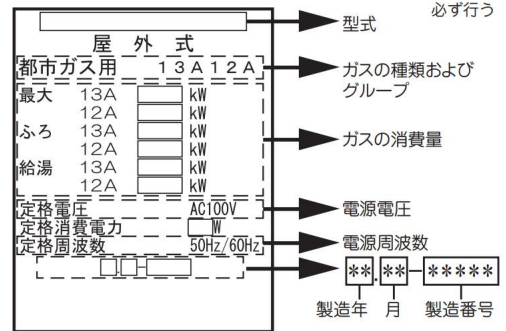 必ず行う
型式
屋外式
都市ガス用 13A12A
ガスの種類および
グループ
最大 13A kW
12A kW
ふろ 13A kW
12A kW
給湯 13A kW
12A kW
ガスの消費量
定格電圧 AC100V
電源電圧
定格消費電力 W
定格周波数 50Hz/60Hz
電源周波数
. -
**.**-*****
製造年 月 製造番号